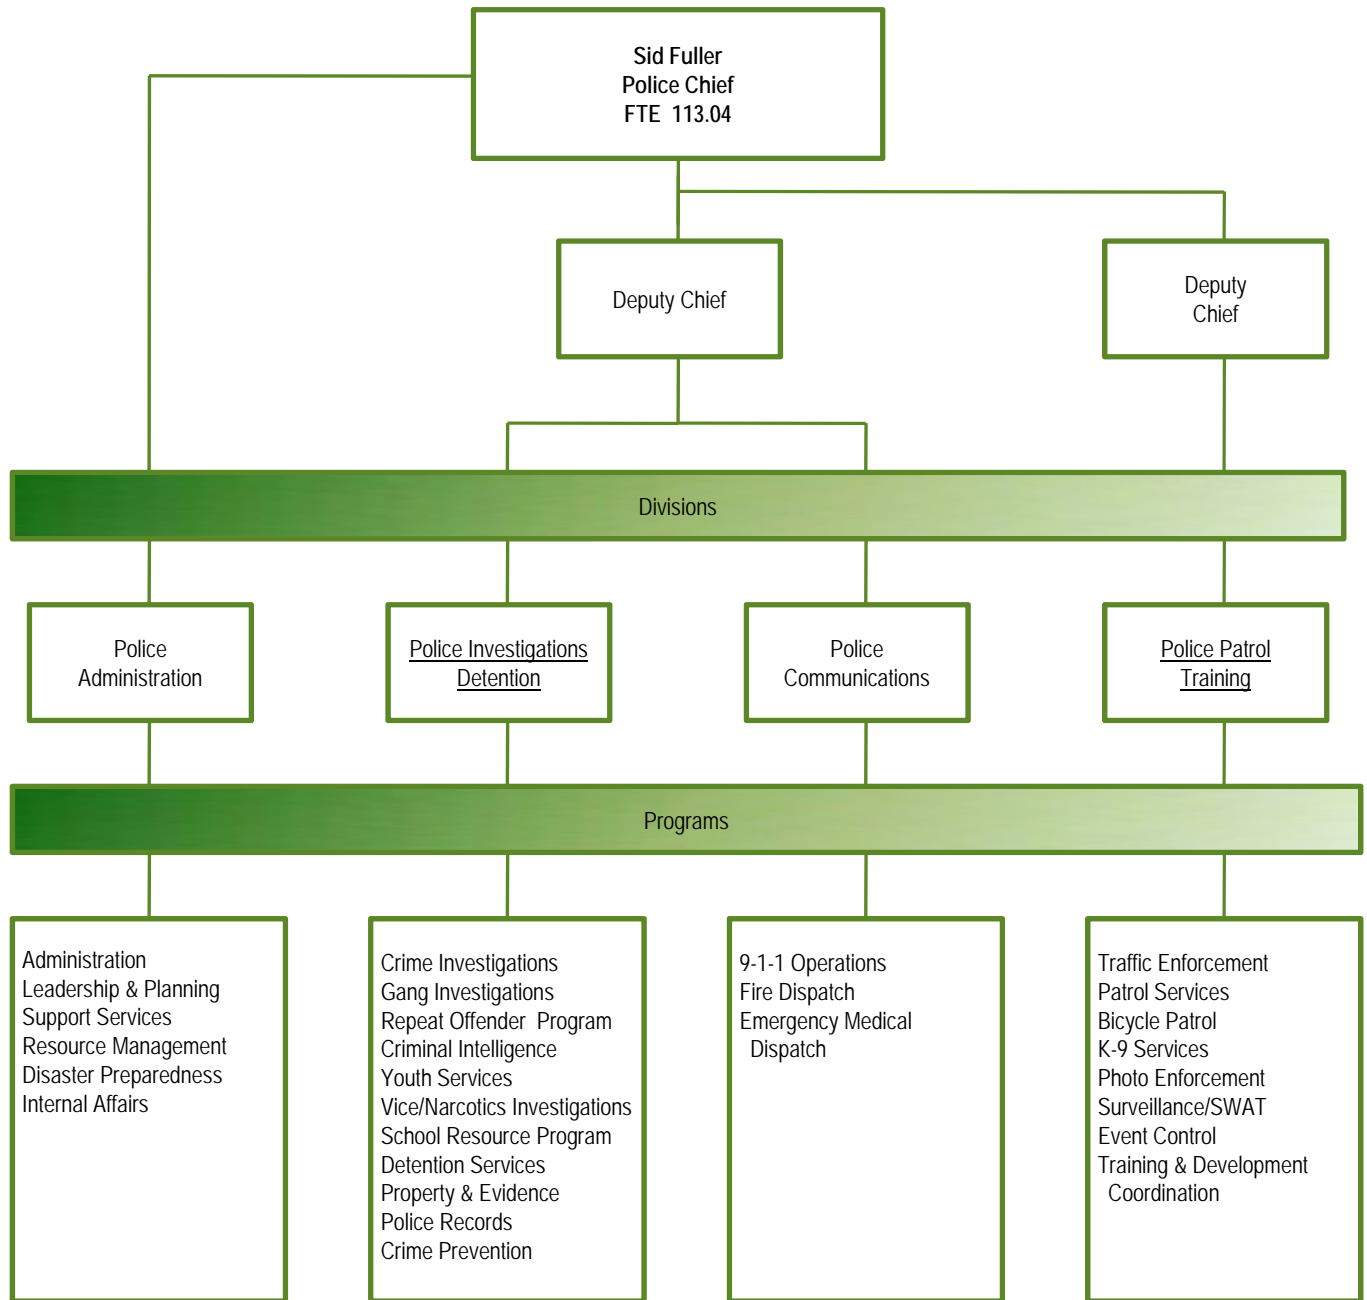 Sid Fuller
Police Chief
FTE 113.04
Deputy Chief
Deputy
Chief
Divisions
Police
Administration
Police Investigations
Detention
Police
Communications
Police Patrol
Training
Programs
Administration
Leadership & Planning
Support Services
Resource Management
Disaster Preparedness
Internal Affairs
Crime Investigations
Gang Investigations
Repeat Offender Program
Criminal Intelligence
Youth Services
Vice/Narcotics Investigations
School Resource Program
Detention Services
Property & Evidence
Police Records
Crime Prevention
9-1-1 Operations
Fire Dispatch
Emergency Medical
Dispatch
Traffic Enforcement
Patrol Services
Bicycle Patrol
K-9 Services
Photo Enforcement
Surveillance/SWAT
Event Control
Training & Development
Coordination